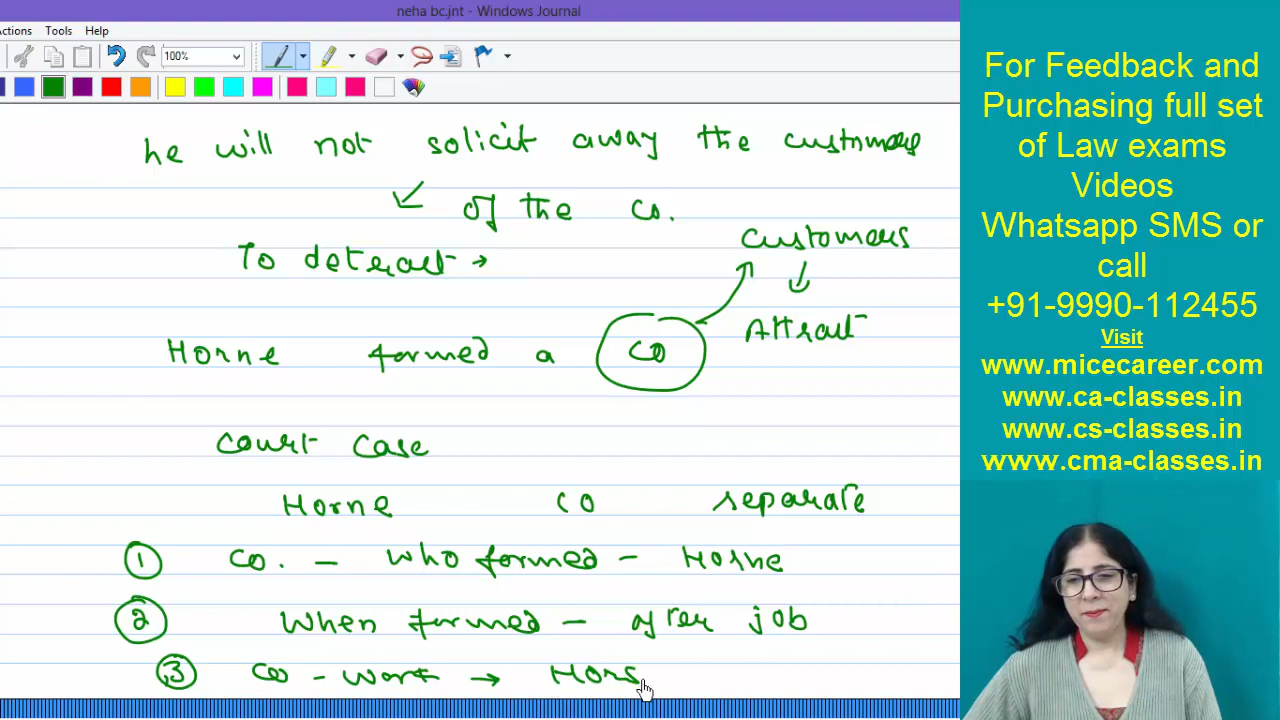 neha bc.jnt - Windows Journal
Actions Tools Help
100%
he will not solicit away the customers
of the co.
To detract →
customers
Attract
Horne formed a co
court case
Horne co separate
① co. - who formed - Horne
② when formed - after job
③ co - work → Hors
For Feedback and
Purchasing full set
of Law exams
Videos
Whatsapp SMS or
call
+91-9990-112455
Visit
www.micecareer.com
www.ca-classes.in
www.cs-classes.in
www.cma-classes.in